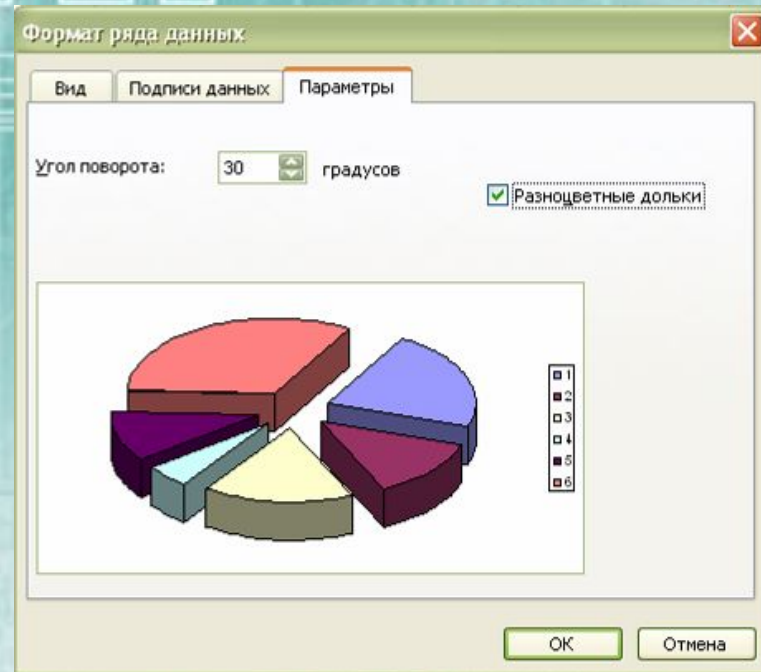 Формат ряда данных
Вид
Подписи данных
Параметры
Угол поворота:
30
градусов
Разноцветные дольки
1
2
3
4
5
6
OK
Отмена